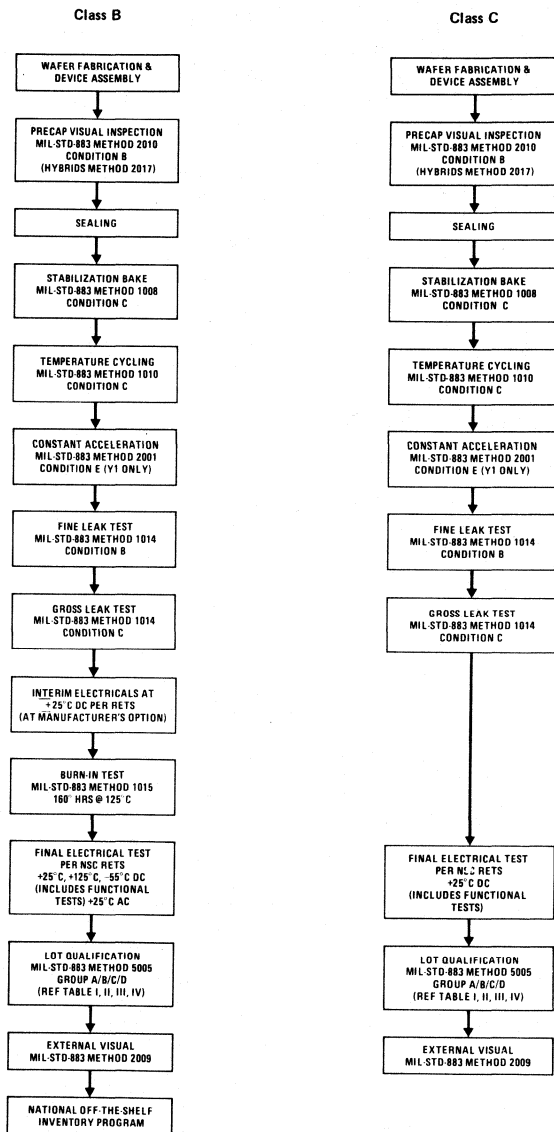 Class B
WAFER FABRICATION &
DEVICE ASSEMBLY
PRECAP VISUAL INSPECTION
MIL-STD-883 METHOD 2010
CONDITION B
(HYBRIDS METHOD 2017)
SEALING
STABILIZATION BAKE
MIL-STD-883 METHOD 1008
CONDITION C
TEMPERATURE CYCLING
MIL-STD-883 METHOD 1010
CONDITION C
CONSTANT ACCELERATION
MIL-STD-883 METHOD 2001
CONDITION E (Y1 ONLY)
FINE LEAK TEST
MIL-STD-883 METHOD 1014
CONDITION B
GROSS LEAK TEST
MIL-STD-883 METHOD 1014
CONDITION C
INTERIM ELECTRICALS AT
+25°C DC PER RETS
(AT MANUFACTURER'S OPTION)
BURN-IN TEST
MIL-STD-883 METHOD 1015
160° HRS @ 125°C
FINAL ELECTRICAL TEST
PER NSC RETS
+25°C, +125°C, -55°C DC
(INCLUDES FUNCTIONAL
TESTS) +25°C AC
LOT QUALIFICATION
MIL-STD-883 METHOD 5005
GROUP A/B/C/D
(REF TABLE I, II, III, IV)
EXTERNAL VISUAL
MIL-STD-883 METHOD 2009
NATIONAL OFF-THE-SHELF
INVENTORY PROGRAM
Class C
WAFER FABRICATION &
DEVICE ASSEMBLY
PRECAP VISUAL INSPECTION
MIL-STD-883 METHOD 2010
CONDITION B
(HYBRIDS METHOD 2017)
SEALING
STABILIZATION BAKE
MIL-STD-883 METHOD 1008
CONDITION C
TEMPERATURE CYCLING
MIL-STD-883 METHOD 1010
CONDITION C
CONSTANT ACCELERATION
MIL-STD-883 METHOD 2001
CONDITION E (Y1 ONLY)
FINE LEAK TEST
MIL-STD-883 METHOD 1014
CONDITION B
GROSS LEAK TEST
MIL-STD-883 METHOD 1014
CONDITION C
FINAL ELECTRICAL TEST
PER NSC RETS
+25°C DC
(INCLUDES FUNCTIONAL
TESTS)
LOT QUALIFICATION
MIL-STD-883 METHOD 5005
GROUP A/B/C/D
(REF TABLE I, II, III, IV)
EXTERNAL VISUAL
MIL-STD-883 METHOD 2009